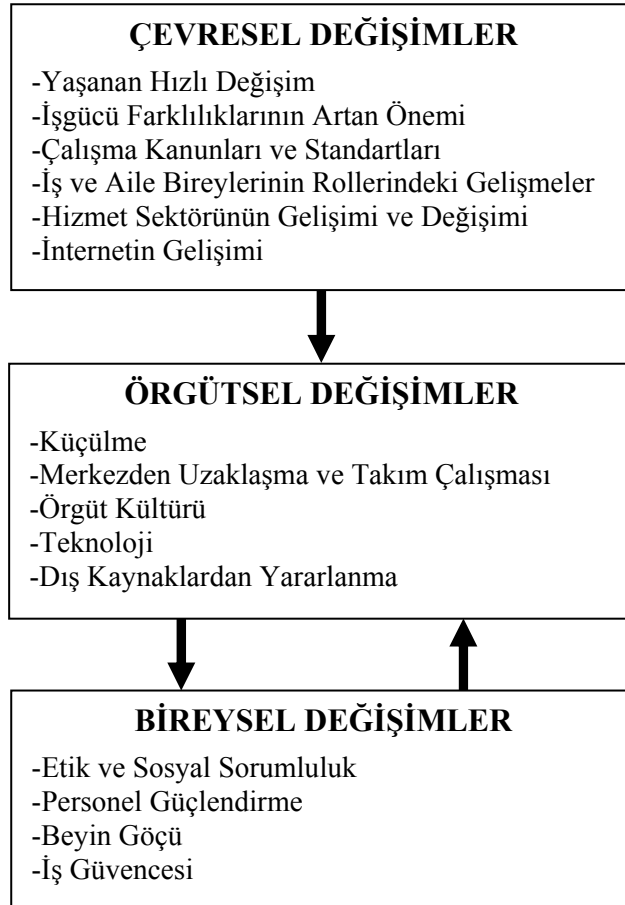 ÇEVRESEL DEĞİŞİMLER
-Yaşanan Hızlı Değişim
-İşgücü Farklılıklarının Artan Önemi
-Çalışma Kanunları ve Standartları
-İş ve Aile Bireylerinin Rollerindeki Gelişmeler
-Hizmet Sektörünün Gelişimi ve Değişimi
-İnternetin Gelişimi
ÖRGÜTSEL DEĞİŞİMLER
-Küçülme
-Merkezden Uzaklaşma ve Takım Çalışması
-Örgüt Kültürü
-Teknoloji
-Dış Kaynaklardan Yararlanma
BİREYSEL DEĞİŞİMLER
-Etik ve Sosyal Sorumluluk
-Personel Güçlendirme
-Beyin Göçü
-İş Güvencesi